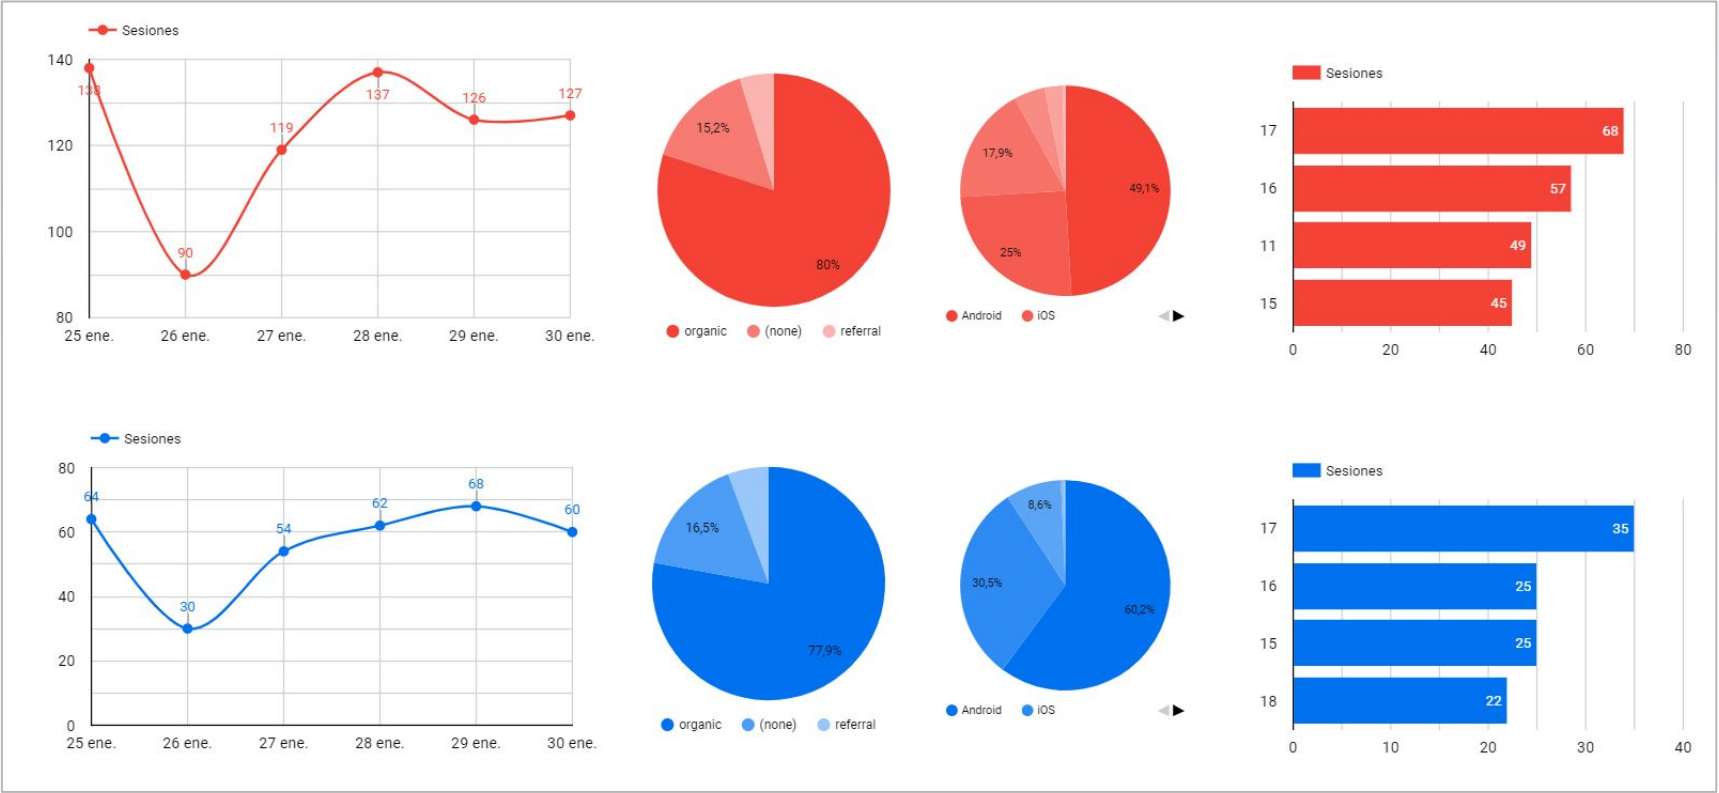 Sesiones
140
120
100
80
138
90
119
137
126
127
25 ene.
26 ene.
27 ene.
28 ene.
29 ene.
30 ene.
15,2%
80%
organic
(none)
referral
17,9%
49,1%
25%
Android
iOS
Sesiones
17
16
11
15
68
57
49
45
0
20
40
60
80
Sesiones
80
60
40
20
0
64
30
54
62
68
60
25 ene.
26 ene.
27 ene.
28 ene.
29 ene.
30 ene.
16,5%
77,9%
organic
(none)
referral
8,6%
30,5%
60,2%
Android
iOS
Sesiones
17
16
15
18
35
25
25
22
0
10
20
30
40